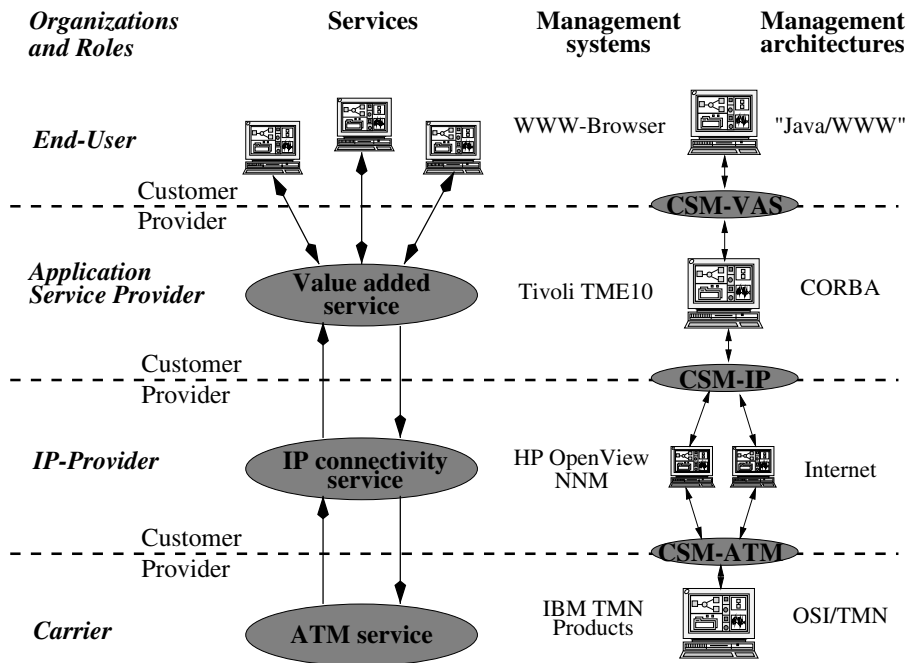 Organizations
and Roles
Services
Management
systems
Management
architectures
End-User
WWW-Browser
"Java/WWW"
Customer
Provider
CSM-VAS
Application
Service Provider
Value added
service
Tivoli TME10
CORBA
Customer
Provider
CSM-IP
IP-Provider
IP connectivity
service
HP OpenView
NNM
Internet
Customer
Provider
CSM-ATM
Carrier
ATM service
IBM TMN
Products
OSI/TMN